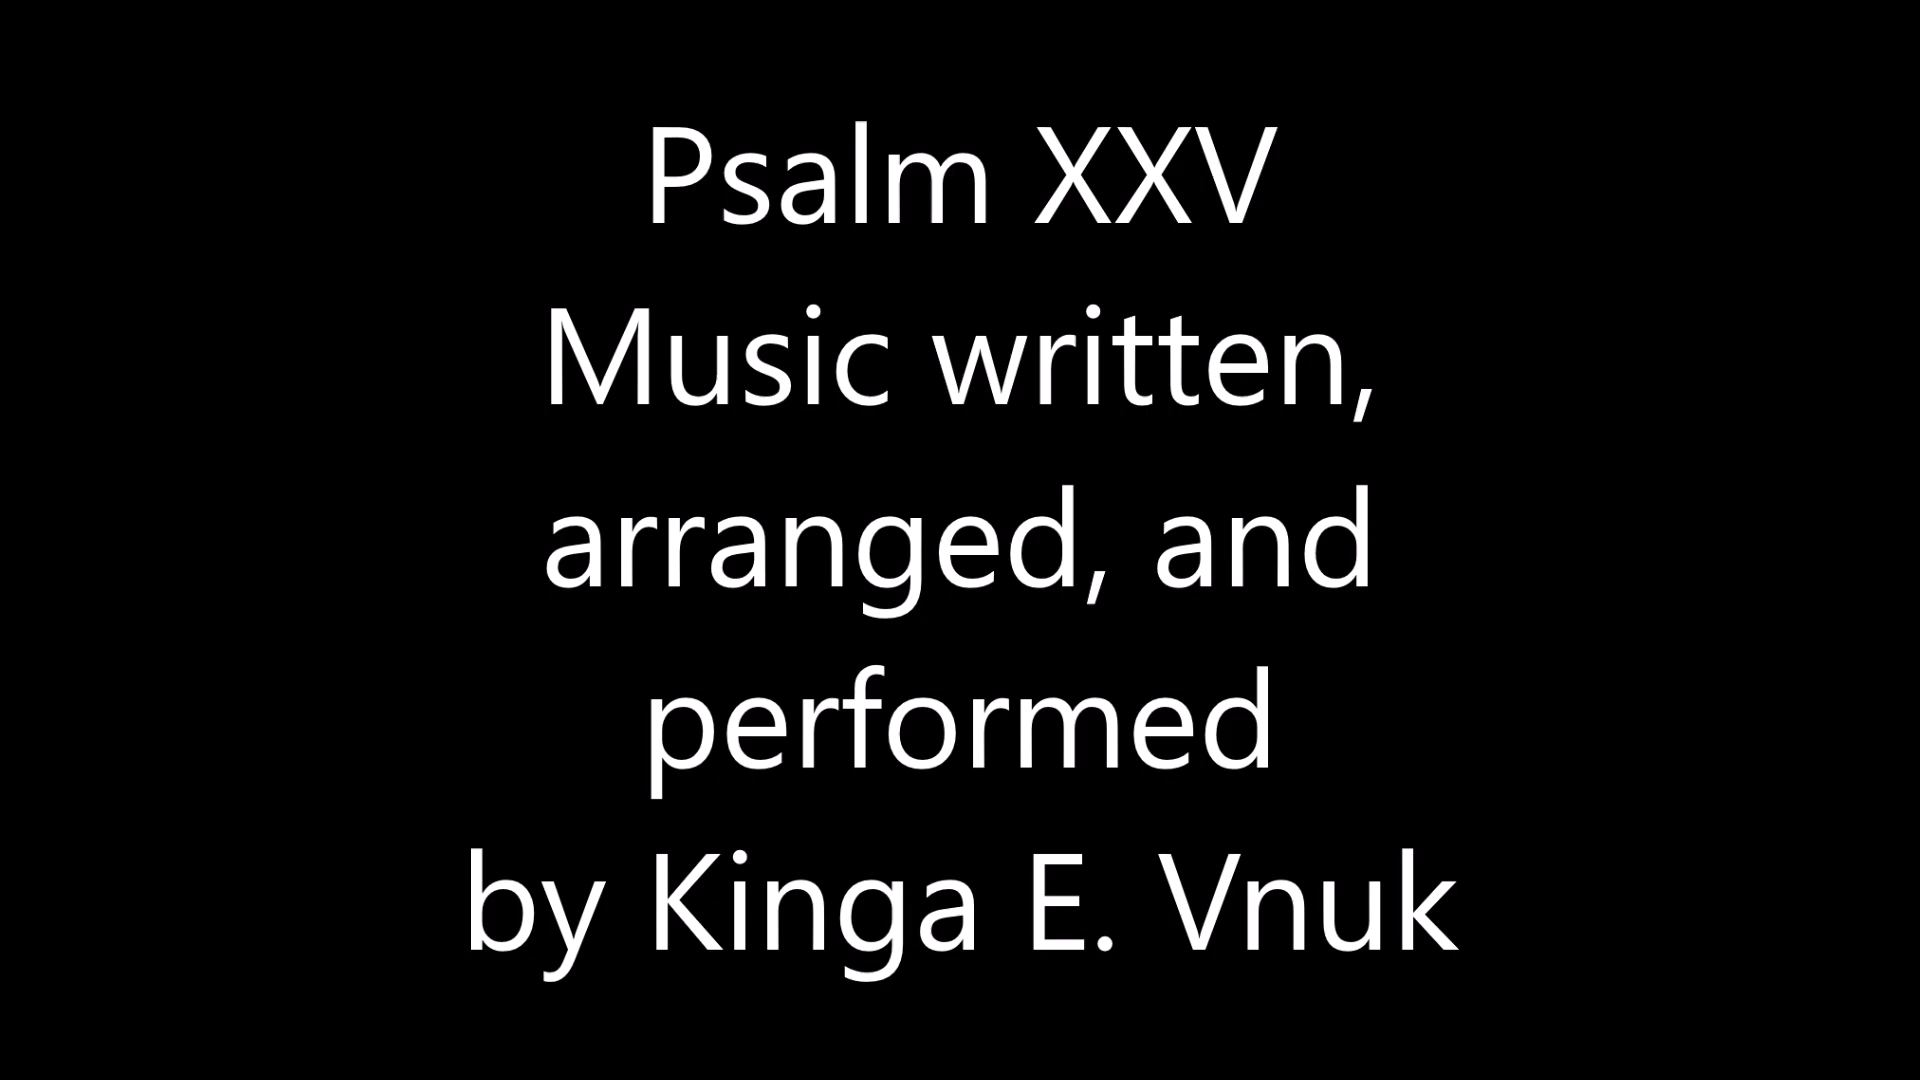 Psalm XXV
Music written,
arranged, and
performed
by Kinga E. Vnuk